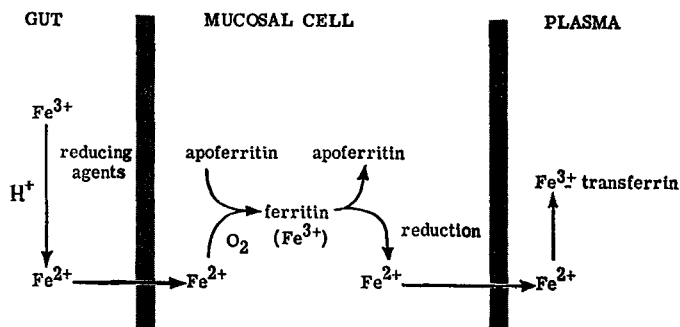 GUT MUCOSAL CELL PLASMA
Fe3+
reducing
agents
H+
apoferritin apoferritin
Fe3+- transferrin
ferritin
(Fe3+)
O2
reduction
Fe2+ Fe2+ Fe2+ Fe2+